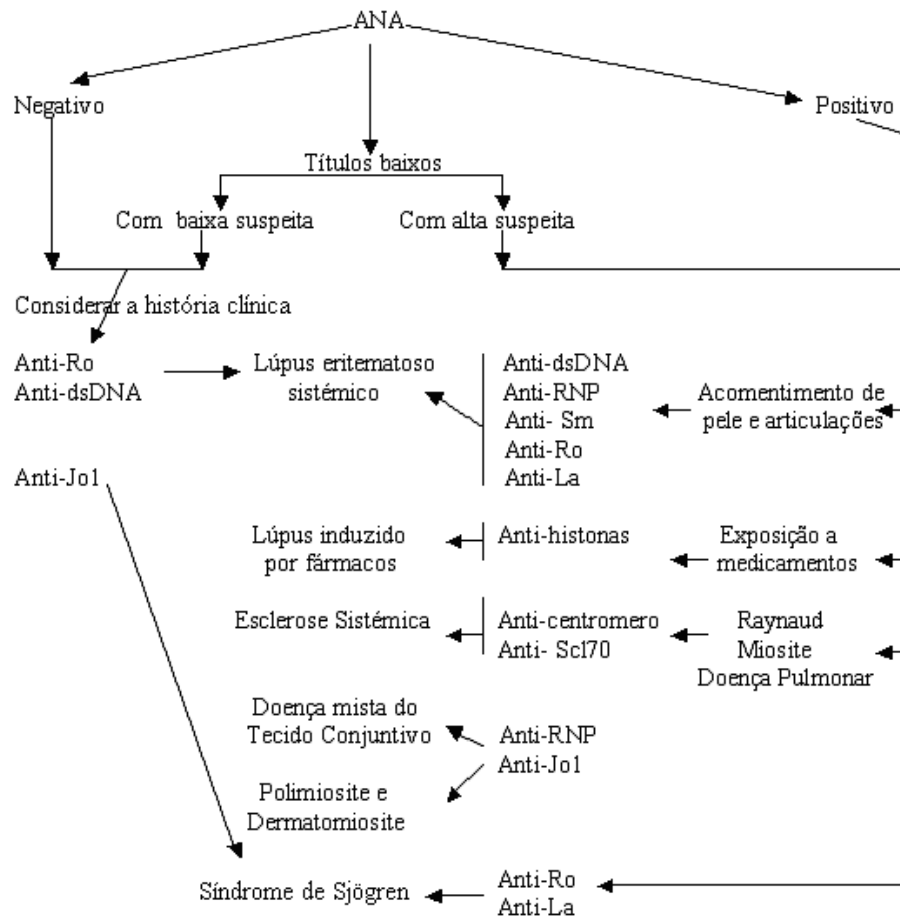 ANA
Negativo
Positivo
Títulos baixos
Com baixa suspeita
Com alta suspeita
Considerar a história clínica
Anti-Ro
Anti-dsDNA
Lúpus eritematoso
sistémico
Anti-dsDNA
Anti-RNP
Anti- Sm
Anti-Ro
Anti-La
Acomentimento de
pele e articulações
Anti-Jo1
Lúpus induzido
por fármacos
Anti-histonas
Exposição a
medicamentos
Esclerose Sistémica
Anti-centromero
Anti- Scl70
Raynaud
Miosite
Doença Pulmonar
Doença mista do
Tecido Conjuntivo
Anti-RNP
Anti-Jo1
Polimiosite e
Dermatomiosite
Síndrome de Sjögren
Anti-Ro
Anti-La